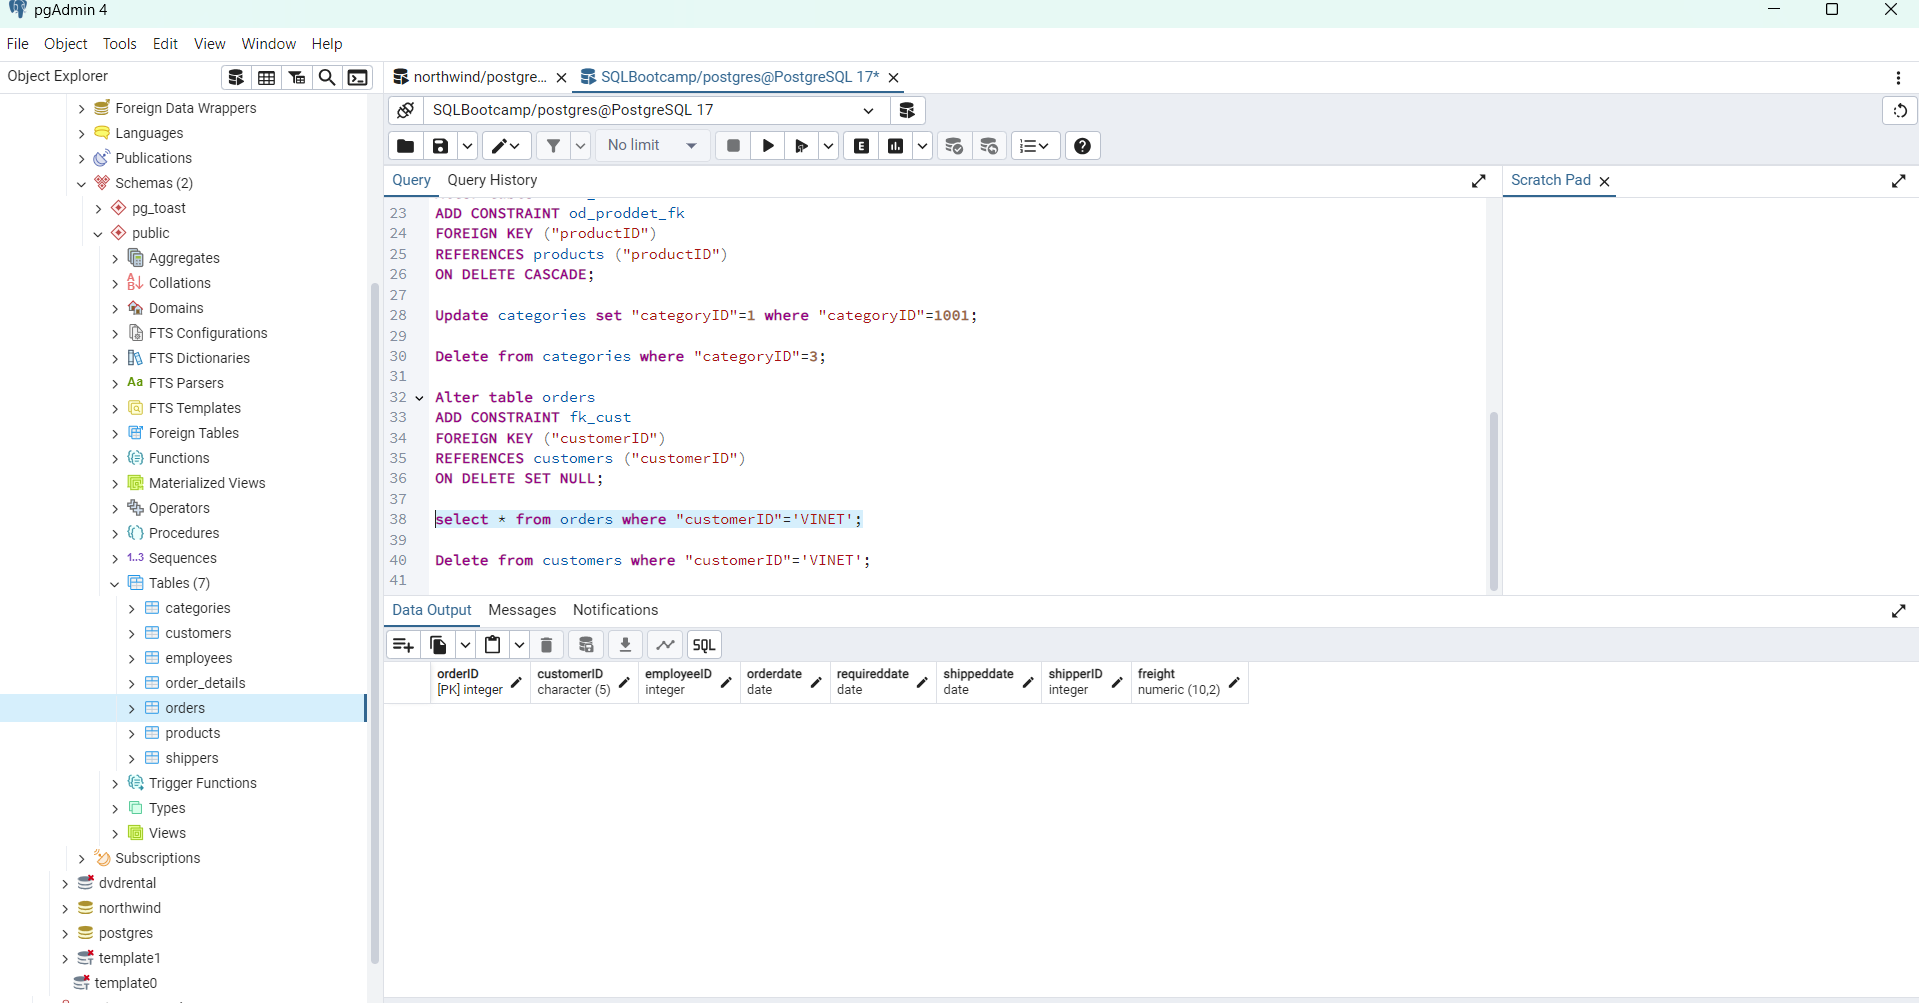 pgAdmin 4
File Object Tools Edit View Window Help
Object Explorer
Foreign Data Wrappers
Languages
Publications
Schemas (2)
pg_toast
public
Aggregates
Collations
Domains
FTS Configurations
FTS Dictionaries
Aa FTS Parsers
FTS Templates
Foreign Tables
Functions
Materialized Views
Operators
Procedures
1..3 Sequences
Tables (7)
categories
customers
employees
order_details
orders
products
shippers
Trigger Functions
Types
Views
Subscriptions
dvdrental
northwind
postgres
template1
template0
northwind/postgre... SQLBootcamp/postgres@PostgreSQL 17*
SQLBootcamp/postgres@PostgreSQL 17
No limit E
Query Query History
23 ADD CONSTRAINT od_proddet_fk
24 FOREIGN KEY ("productID")
25 REFERENCES products ("productID")
26 ON DELETE CASCADE;
27
28 Update categories set "categoryID"=1 where "categoryID"=1001;
29
30 Delete from categories where "categoryID"=3;
31
32 Alter table orders
33 ADD CONSTRAINT fk_cust
34 FOREIGN KEY ("customerID")
35 REFERENCES customers ("customerID")
36 ON DELETE SET NULL;
37
38 select * from orders where "customerID"='VINET';
39
40 Delete from customers where "customerID"='VINET';
41
Scratch Pad
Data Output Messages Notifications
SQL
orderID customerID employeeID orderdate requireddate shippeddate shipperID freight
[PK] integer character (5) integer date date date integer numeric (10,2)